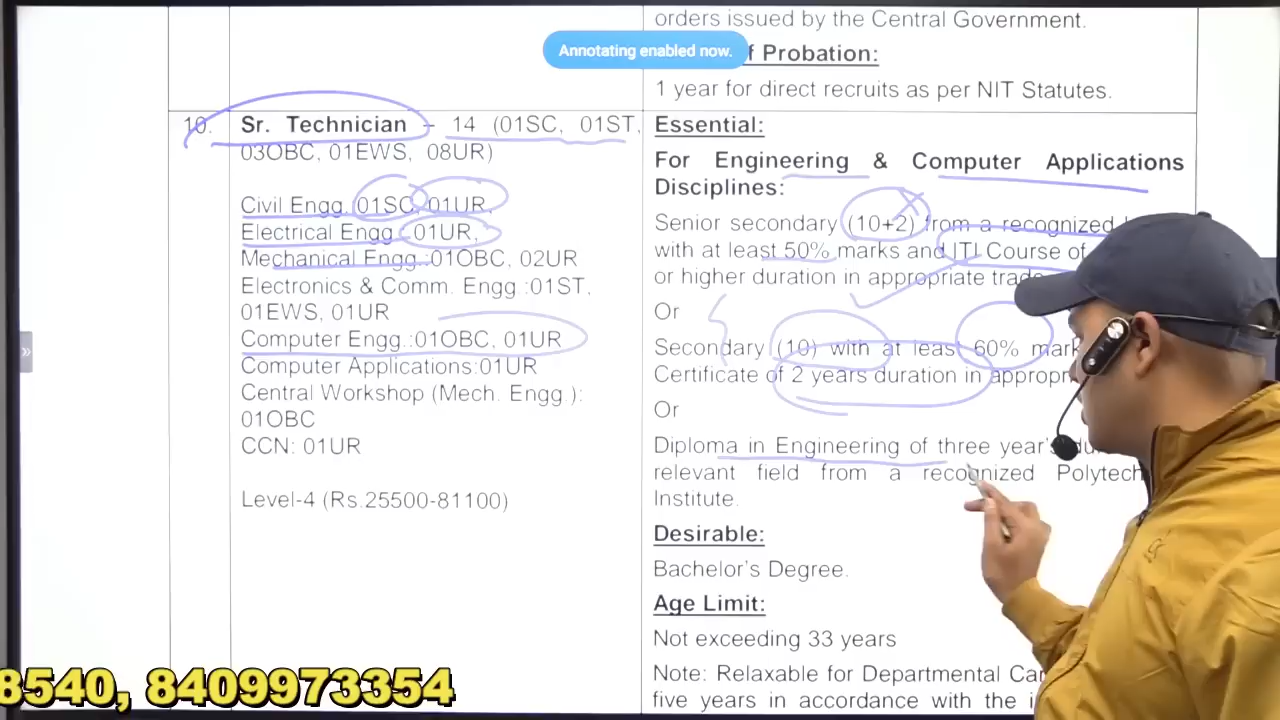 orders issued by the Central Government.
Annotating enabled now.
Probation:
1 year for direct recruits as per NIT Statutes.
10. Sr. Technician – 14 (01SC, 01ST,
03OBC, 01EWS, 08UR)
Civil Engg. 01SC, 01UR,
Electrical Engg.:01UR,
Mechanical Engg.:01OBC, 02UR
Electronics & Comm. Engg.:01ST,
01EWS, 01UR
Computer Engg.:01OBC, 01UR
Computer Applications:01UR
Central Workshop (Mech. Engg.):
01OBC
CCN: 01UR
Level-4 (Rs.25500-81100)
Essential:
For Engineering & Computer Applications
Disciplines:
Senior secondary (10+2) from a recognized
with at least 50% marks and ITI Course of
or higher duration in appropriate
Or
Secondary (10) with at least 60%
Certificate of 2 years duration in
Or
Diploma in Engineering of three year's
relevant field from a recognized
Institute.
Desirable:
Bachelor's Degree.
Age Limit:
Not exceeding 33 years
Note: Relaxable for Departmental
five years in accordance with the
8540, 8409973354
»